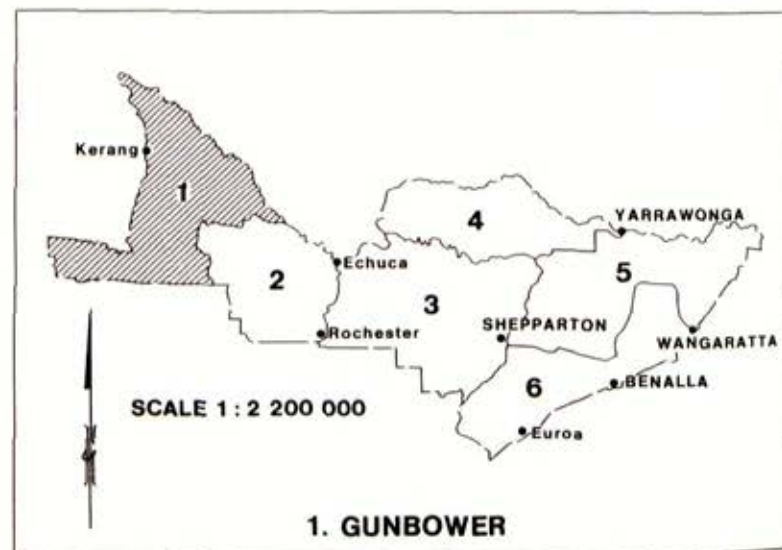 Kerang
1
4
YARRAWONGA
Echuca
5
2
3
SHEPPARTON
Rochester
WANGARATTA
BENALLA
6
SCALE 1 : 2 200 000
Euroa
1. GUNBOWER